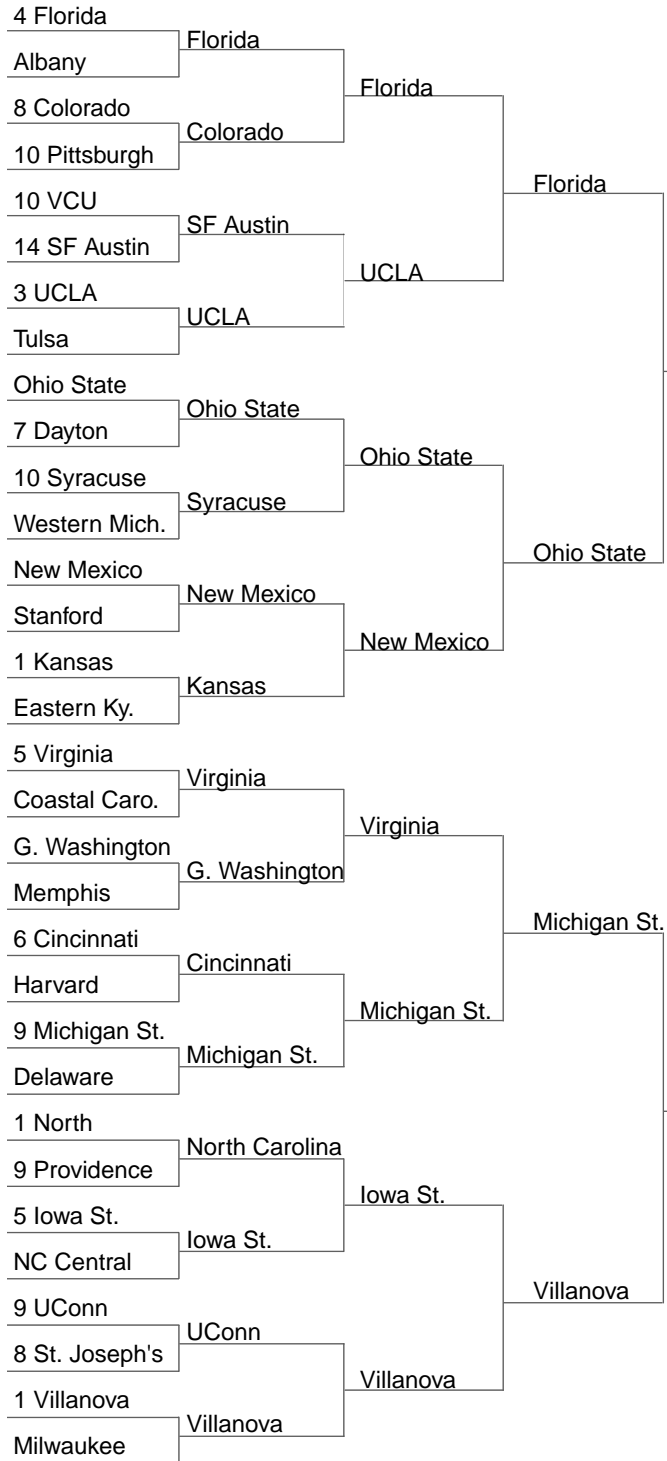 4 Florida
Albany
8 Colorado
10 Pittsburgh
10 VCU
14 SF Austin
3 UCLA
Tulsa
Ohio State
7 Dayton
10 Syracuse
Western Mich.
New Mexico
Stanford
1 Kansas
Eastern Ky.
5 Virginia
Coastal Caro.
G. Washington
Memphis
6 Cincinnati
Harvard
9 Michigan St.
Delaware
1 North
9 Providence
5 Iowa St.
NC Central
9 UConn
8 St. Joseph's
1 Villanova
Milwaukee
Florida
Colorado
SF Austin
UCLA
Ohio State
Syracuse
New Mexico
Kansas
Virginia
G. Washington
Cincinnati
Michigan St.
North Carolina
Iowa St.
UConn
Villanova
Florida
UCLA
Ohio State
New Mexico
Virginia
Michigan St.
Iowa St.
Villanova
Florida
Ohio State
Michigan St.
Villanova